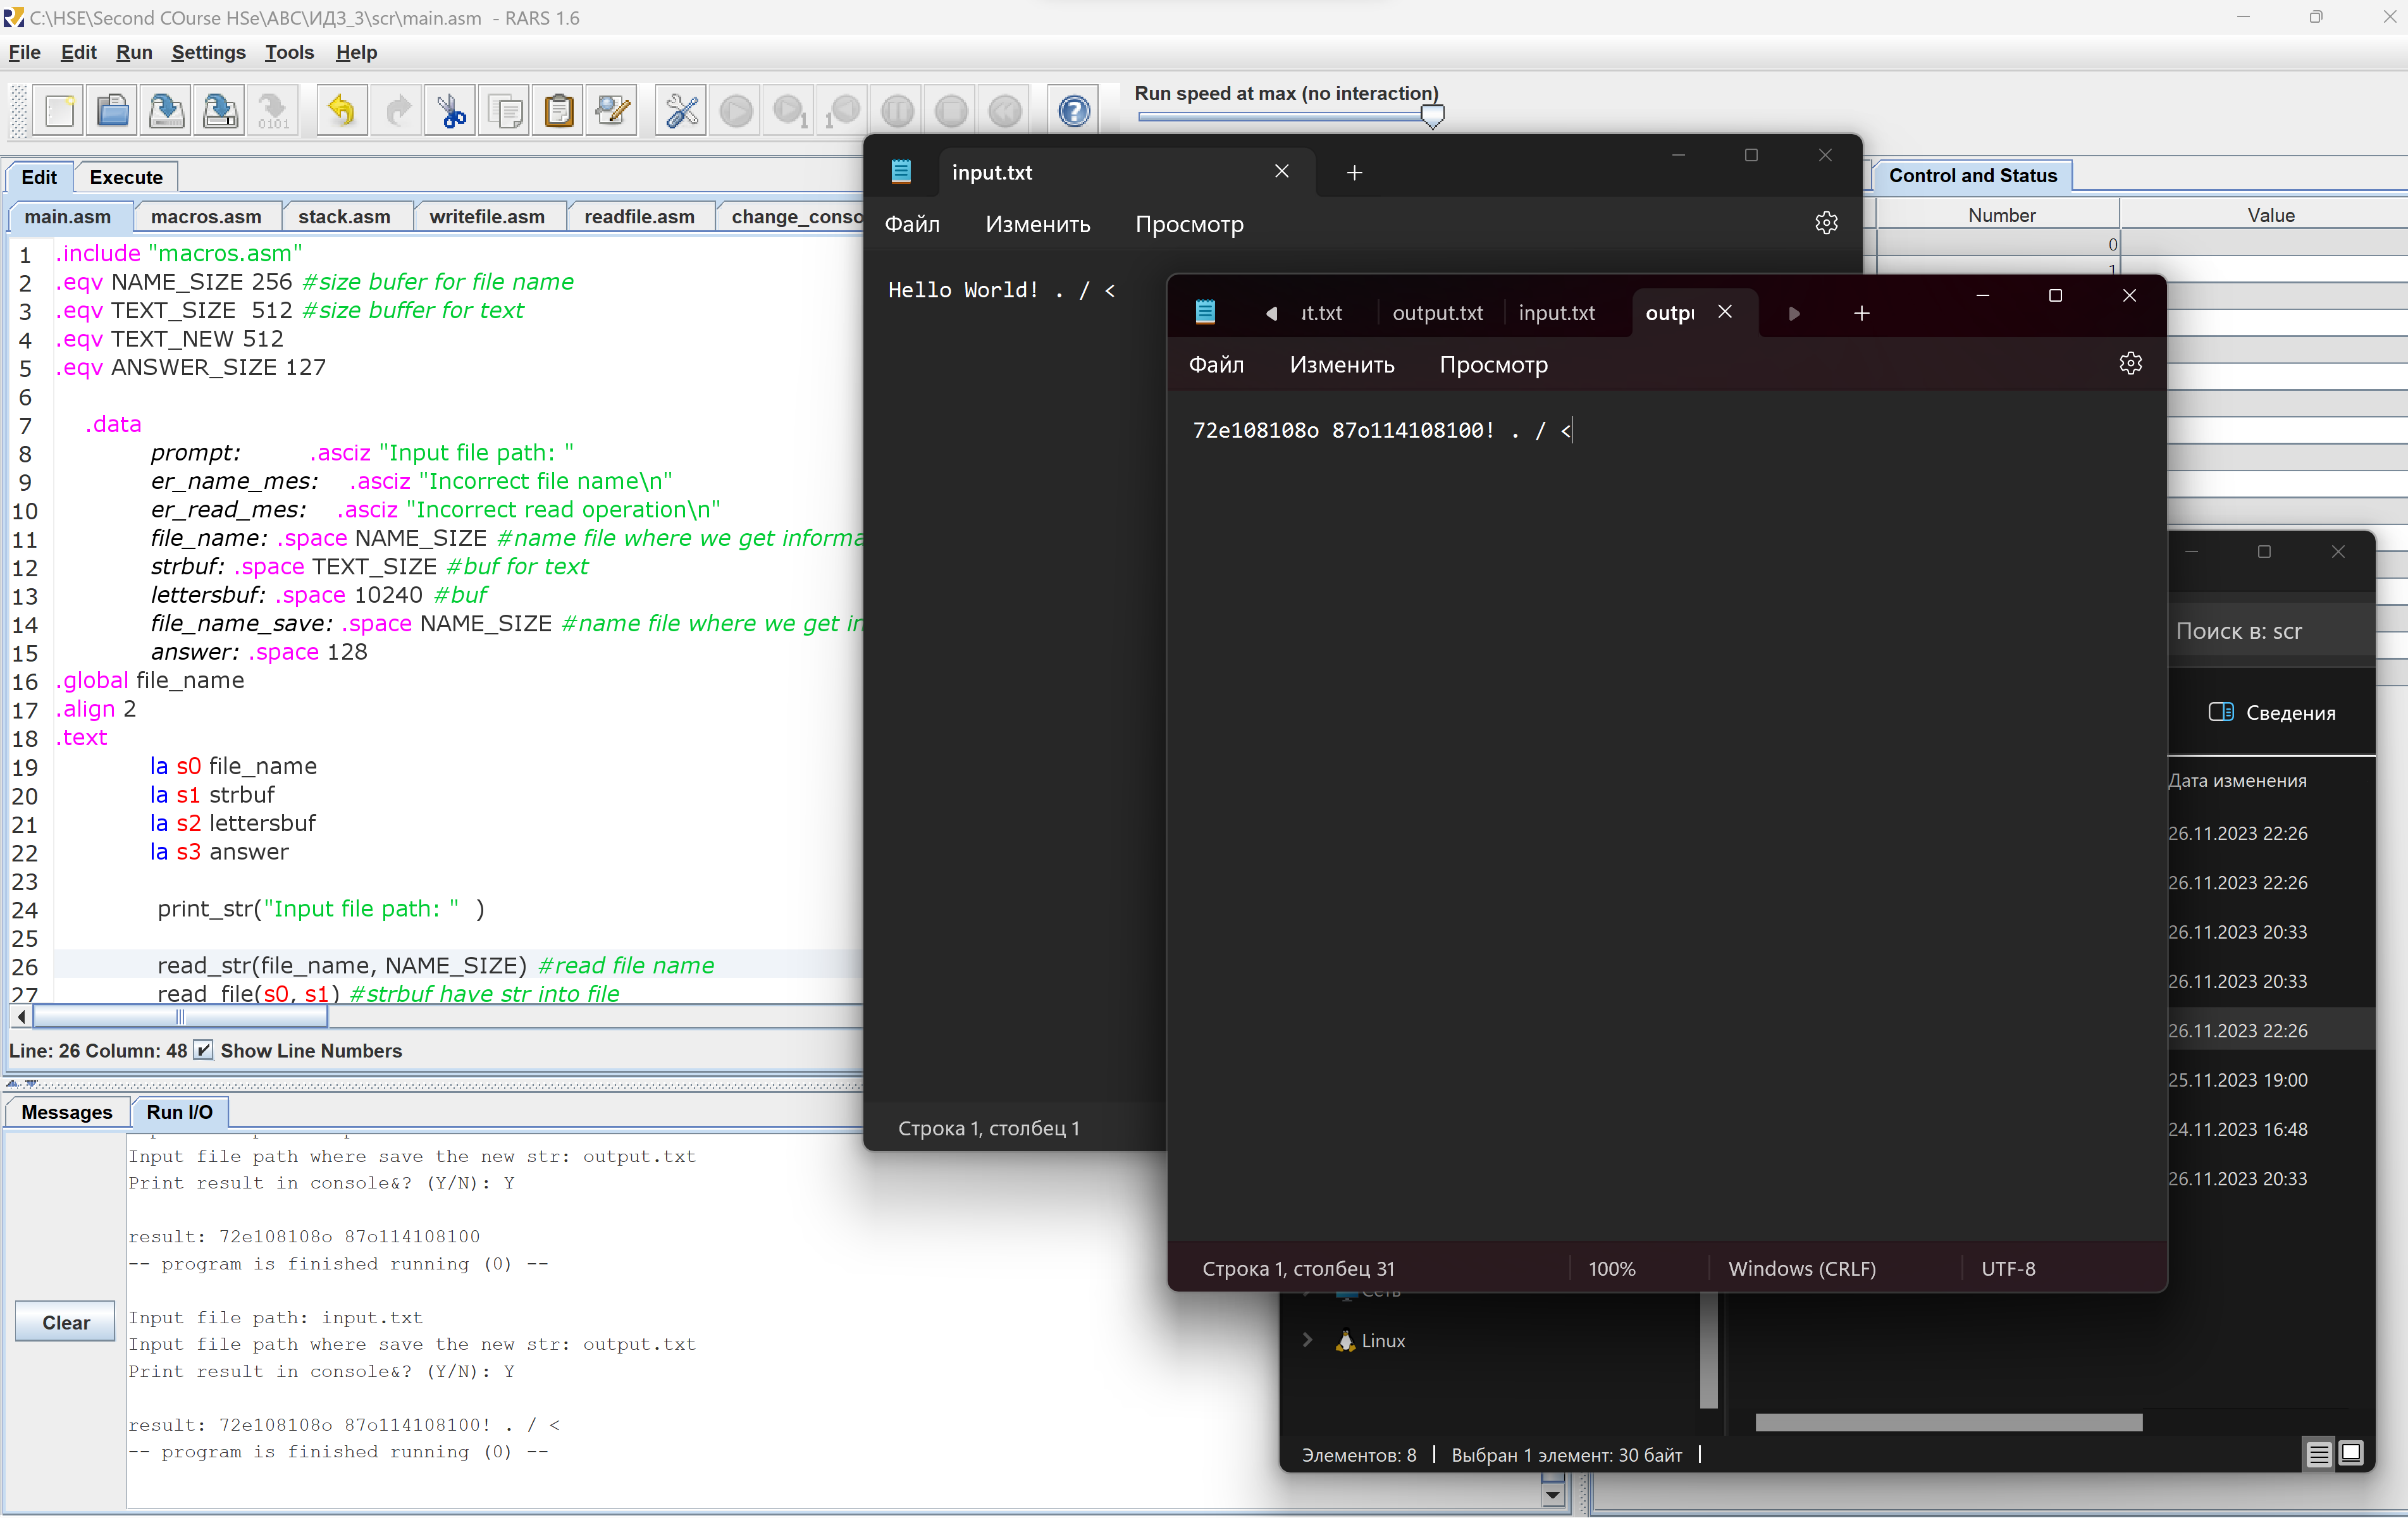 C:\HSE\Second COurse HSe\ABC\ИДЗ_3\scr\main.asm - RARS 1.6
File Edit Run Settings Tools Help
Run speed at max (no interaction)
Edit Execute
main.asm macros.asm stack.asm writefile.asm readfile.asm change_conso
1 .include "macros.asm"
2 .eqv NAME_SIZE 256 #size bufer for file name
3 .eqv TEXT_SIZE 512 #size buffer for text
4 .eqv TEXT_NEW 512
5 .eqv ANSWER_SIZE 127
6
7 .data
8 prompt: .asciz "Input file path: "
9 er_name_mes: .asciz "Incorrect file name\n"
10 er_read_mes: .asciz "Incorrect read operation\n"
11 file_name: .space NAME_SIZE #name file where we get informa
12 strbuf: .space TEXT_SIZE #buf for text
13 lettersbuf: .space 10240 #buf
14 file_name_save: .space NAME_SIZE #name file where we get in
15 answer: .space 128
16 .global file_name
17 .align 2
18 .text
19 la s0 file_name
20 la s1 strbuf
21 la s2 lettersbuf
22 la s3 answer
23
24 print_str("Input file path: " )
25
26 read_str(file_name, NAME_SIZE) #read file name
27 read_file(s0, s1) #strbuf have str into file
Line: 26 Column: 48 Show Line Numbers
Messages Run I/O
Input file path where save the new str: output.txt
Print result in console&? (Y/N): Y
result: 72e108108o 87o114108100
-- program is finished running (0) --
Input file path: input.txt
Input file path where save the new str: output.txt
Print result in console&? (Y/N): Y
result: 72e108108o 87o114108100! . / <
-- program is finished running (0) --
Clear
input.txt
Файл Изменить Просмотр
Hello World! . / <
Строка 1, столбец 1
ıt.txt output.txt input.txt outpu
Файл Изменить Просмотр
72e108108o 87o114108100! . / <
Строка 1, столбец 31 100% Windows (CRLF) UTF-8
Control and Status
Number Value
0
1
Поиск в: scr
Сведения
Дата изменения
26.11.2023 22:26
26.11.2023 22:26
26.11.2023 20:33
26.11.2023 20:33
26.11.2023 22:26
25.11.2023 19:00
24.11.2023 16:48
26.11.2023 20:33
Сеть
Linux
Элементов: 8 Выбран 1 элемент: 30 байт